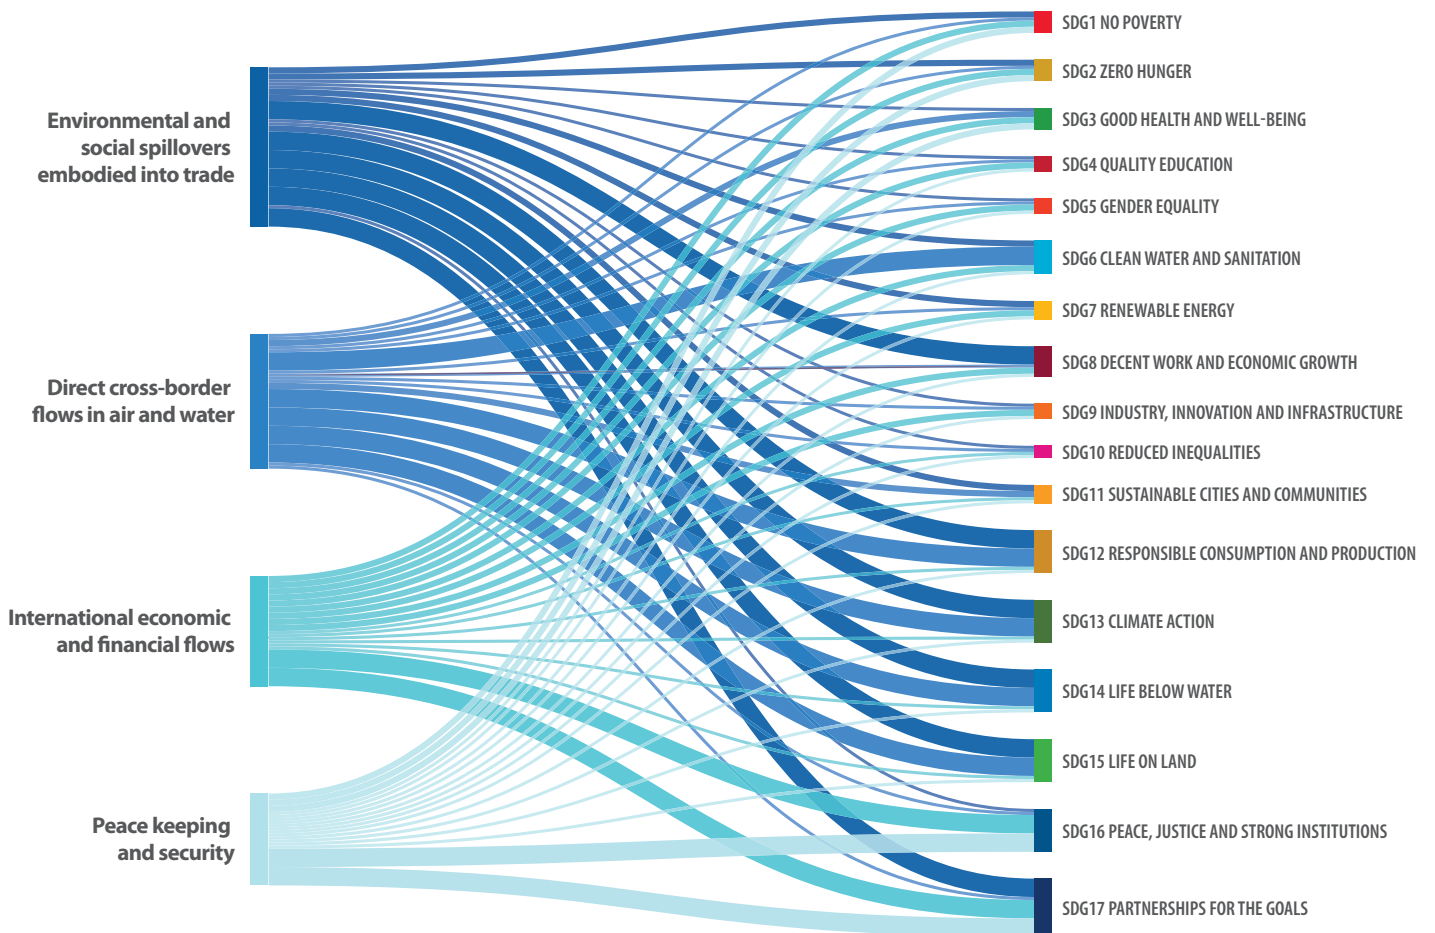 Environmental and
social spillovers
embodied into trade
Direct cross-border
flows in air and water
International economic
and financial flows
Peace keeping
and security
SDG1 NO POVERTY
SDG2 ZERO HUNGER
SDG3 GOOD HEALTH AND WELL-BEING
SDG4 QUALITY EDUCATION
SDG5 GENDER EQUALITY
SDG6 CLEAN WATER AND SANITATION
SDG7 RENEWABLE ENERGY
SDG8 DECENT WORK AND ECONOMIC GROWTH
SDG9 INDUSTRY, INNOVATION AND INFRASTRUCTURE
SDG10 REDUCED INEQUALITIES
SDG11 SUSTAINABLE CITIES AND COMMUNITIES
SDG12 RESPONSIBLE CONSUMPTION AND PRODUCTION
SDG13 CLIMATE ACTION
SDG14 LIFE BELOW WATER
SDG15 LIFE ON LAND
SDG16 PEACE, JUSTICE AND STRONG INSTITUTIONS
SDG17 PARTNERSHIPS FOR THE GOALS